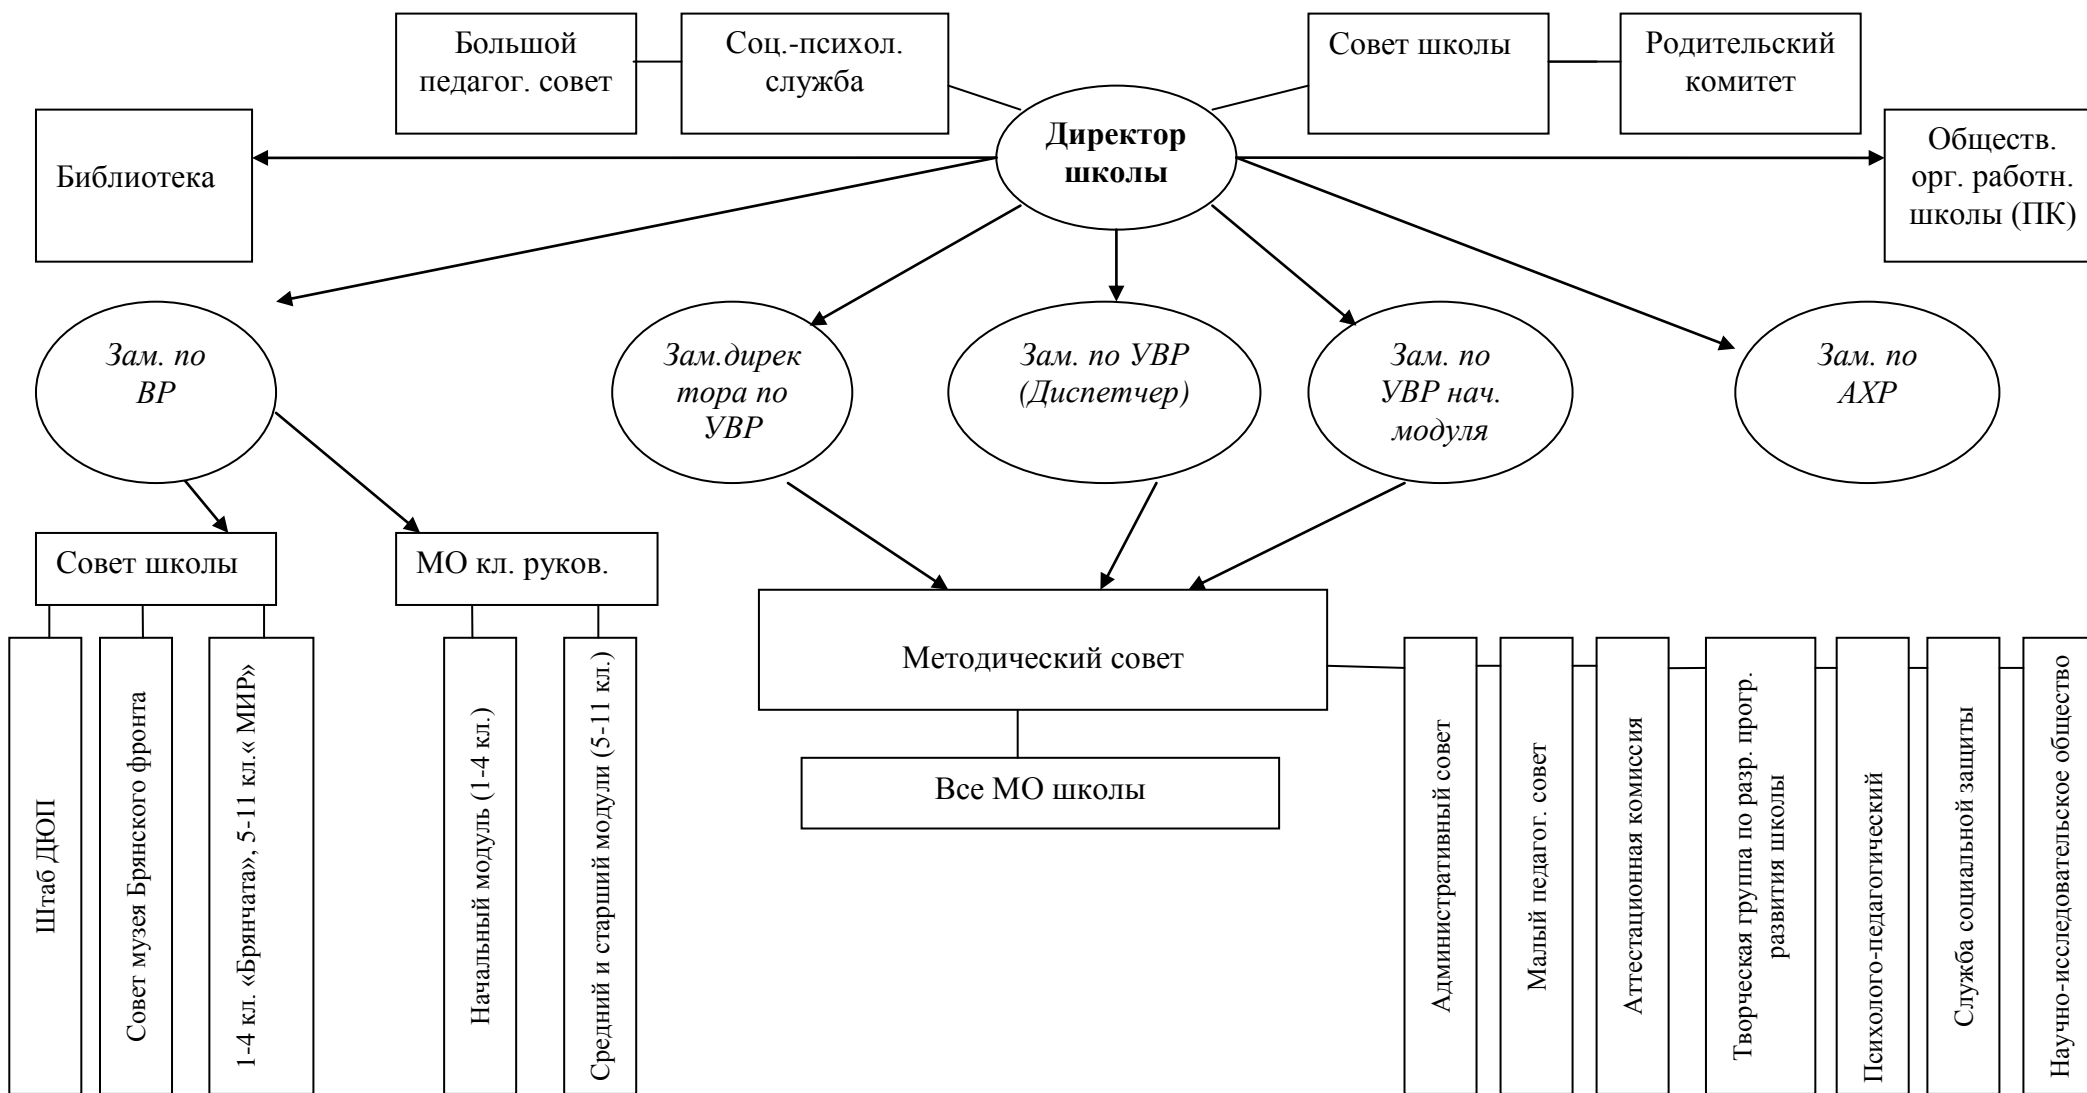 Большой
педагог. совет
Соц.-психол.
служба
Совет школы
Родительский
комитет
Библиотека
Директор
школы
Обществ.
орг. работн.
школы (ПК)
Зам. по
ВР
Зам.дирек
тора по
УВР
Зам. по УВР
(Диспетчер)
Зам. по
УВР нач.
модуля
Зам. по
АХР
Совет школы
МО кл. руков.
Методический совет
Все МО школы
Штаб ДЮП
Совет музея Брянского фронта
1-4 кл. «Брянчата», 5-11 кл.« МИР»
Начальный модуль (1-4 кл.)
Средний и старший модули (5-11 кл.)
Административный совет
Малый педагог. совет
Аттестационная комиссия
Творческая группа по разр. прогр.
развития школы
Психолого-педагогический
Служба социальной защиты
Научно-исследовательское общество